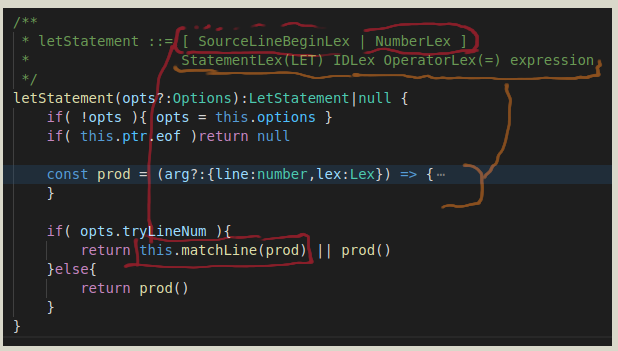 /**
 * letStatement ::= [ SourceLineBeginLex | NumberLex ]
 *                  StatementLex(LET) IDLex OperatorLex(=) expression
 */
letStatement(opts?:Options):LetStatement|null {
    if( !opts ){ opts = this.options }
    if( this.ptr.eof )return null
    const prod = (arg?:{line:number,lex:Lex}) => {⋯
    }
    if( opts.tryLineNum ){
        return this.matchLine(prod) || prod()
    }else{
        return prod()
    }
}